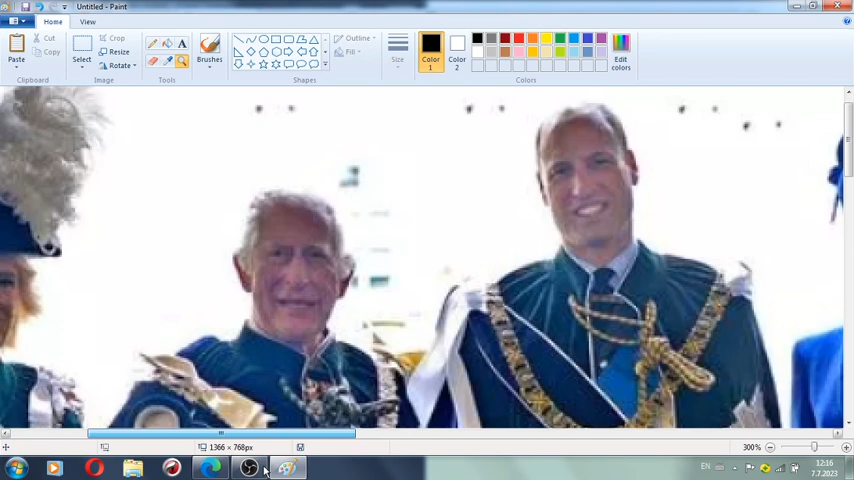 Untitled - Paint
Home View
Paste
Cut
Copy
Clipboard
Select
Crop
Resize
Rotate
Image
Tools
Brushes
Shapes
Outline
Fill
Size
Color 1
Color 2
Colors
Edit colors
1366 × 768px
300%
EN
12:16
7.7.2023